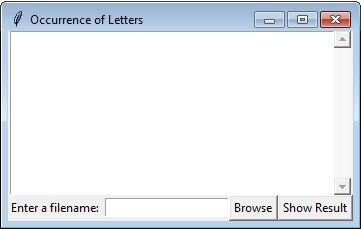 Occurrence of Letters
Enter a filename: Browse Show Result